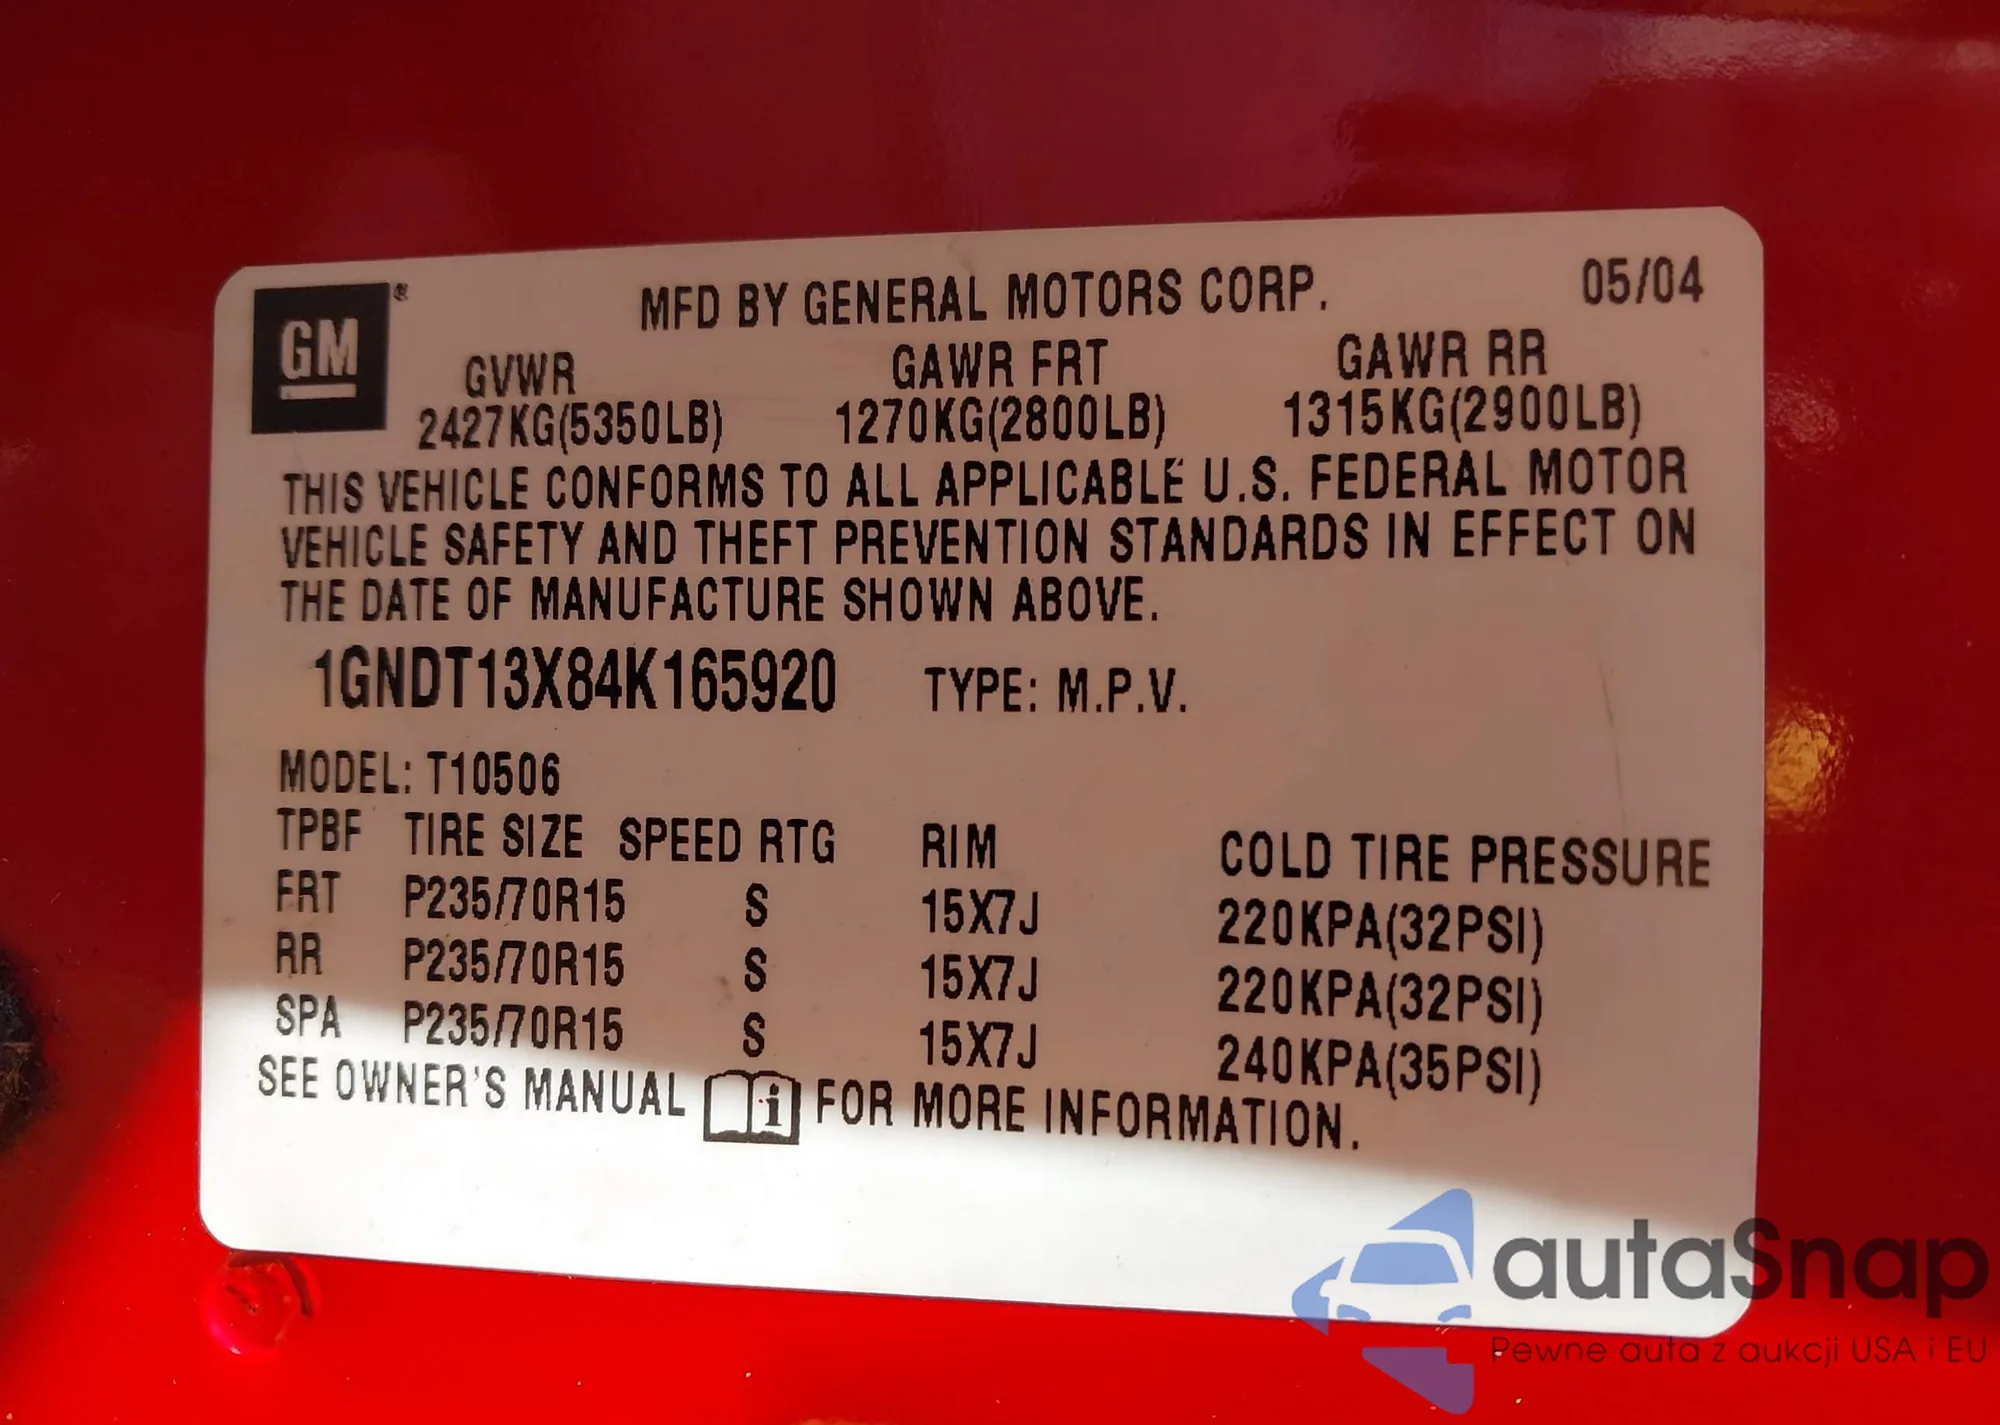 GM®
MFD BY GENERAL MOTORS CORP. 05/04
GVWR GAWR FRT GAWR RR
2427KG(5350LB) 1270KG(2800LB) 1315KG(2900LB)
THIS VEHICLE CONFORMS TO ALL APPLICABLE U.S. FEDERAL MOTOR
VEHICLE SAFETY AND THEFT PREVENTION STANDARDS IN EFFECT ON
THE DATE OF MANUFACTURE SHOWN ABOVE.
1GNDT13X84K165920 TYPE: M.P.V.
MODEL: T10506
TPBF TIRE SIZE SPEED RTG RIM COLD TIRE PRESSURE
FRT P235/70R15 S 15X7J 220KPA(32PSI)
RR P235/70R15 S 15X7J 220KPA(32PSI)
SPA P235/70R15 S 15X7J 240KPA(35PSI)
SEE OWNER'S MANUAL i FOR MORE INFORMATION.
autaSnap
Pewne auta z aukcji USA i EU